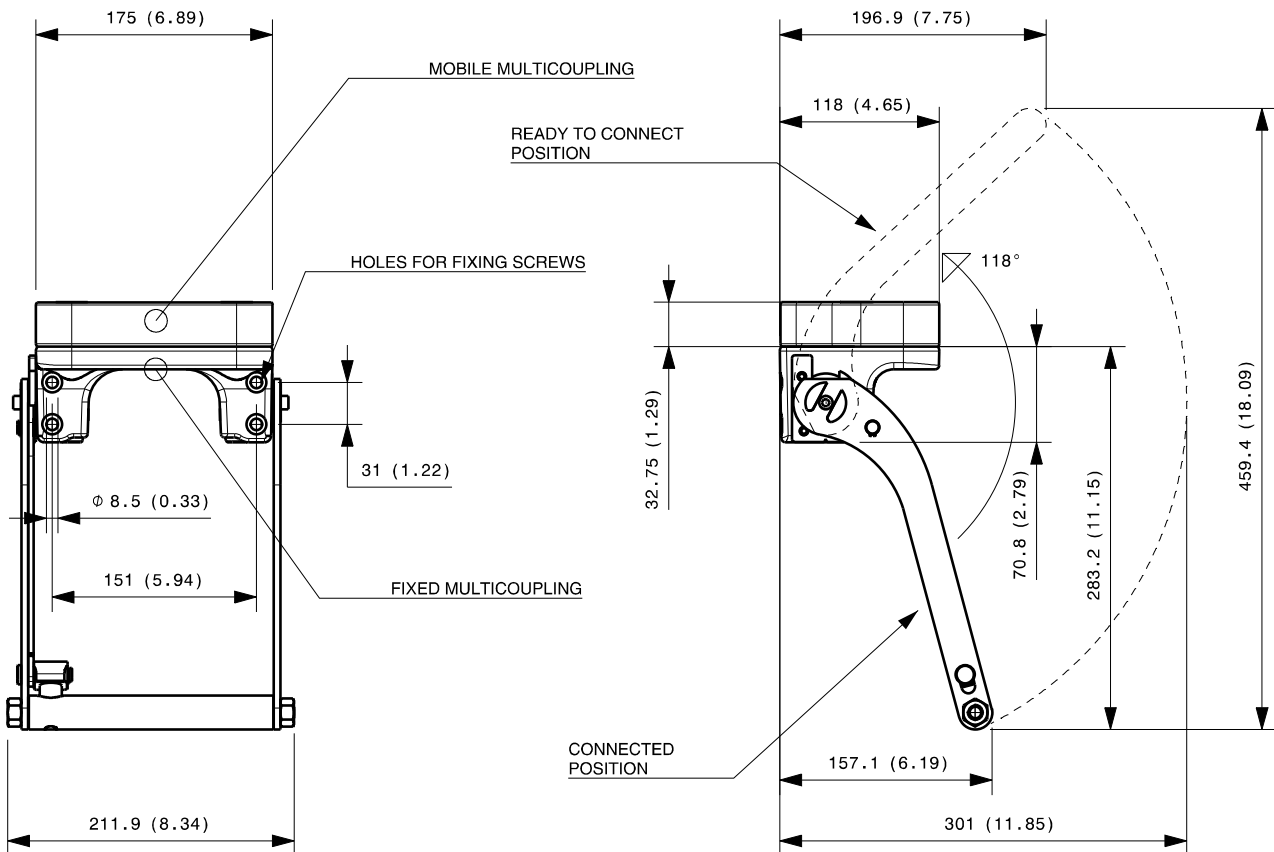 175 (6.89)
196.9 (7.75)
MOBILE MULTICOUPLING
118 (4.65)
READY TO CONNECT
POSITION
HOLES FOR FIXING SCREWS
118°
32.75 (1.29)
459.4 (18.09)
31 (1.22)
70.8 (2.79)
283.2 (11.15)
Φ 8.5 (0.33)
151 (5.94)
FIXED MULTICOUPLING
CONNECTED
POSITION
157.1 (6.19)
211.9 (8.34)
301 (11.85)